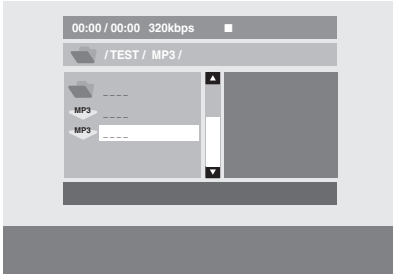 00:00 / 00:00 320kbps
/ TEST / MP3 /
_ _ _ _
MP3 _ _ _ _
MP3 _ _ _ _